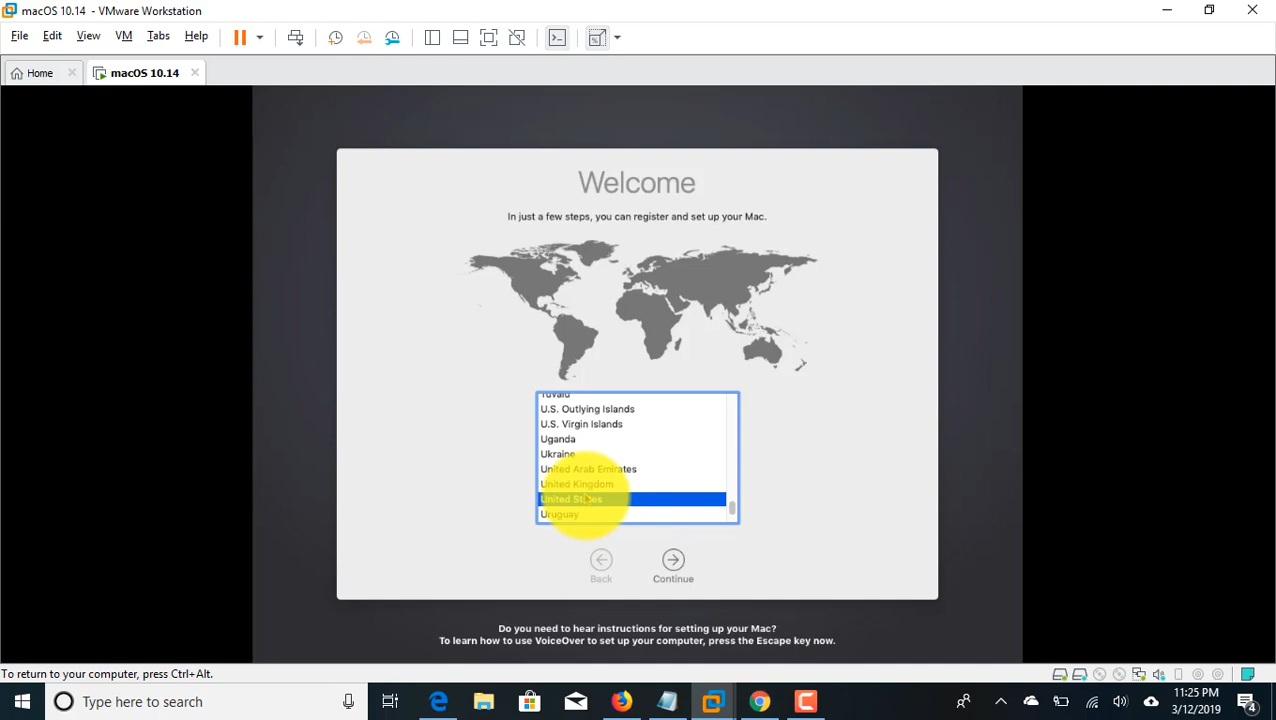 macOS 10.14 - VMware Workstation
File Edit View VM Tabs Help
Home macOS 10.14
Welcome
In just a few steps, you can register and set up your Mac.
Tuvalu
U.S. Outlying Islands
U.S. Virgin Islands
Uganda
Ukraine
United Arab Emirates
United Kingdom
United States
Uruguay
Back Continue
Do you need to hear instructions for setting up your Mac?
To learn how to use VoiceOver to set up your computer, press the Escape key now.
To return to your computer, press Ctrl+Alt.
Type here to search
11:25 PM
3/12/2019
4